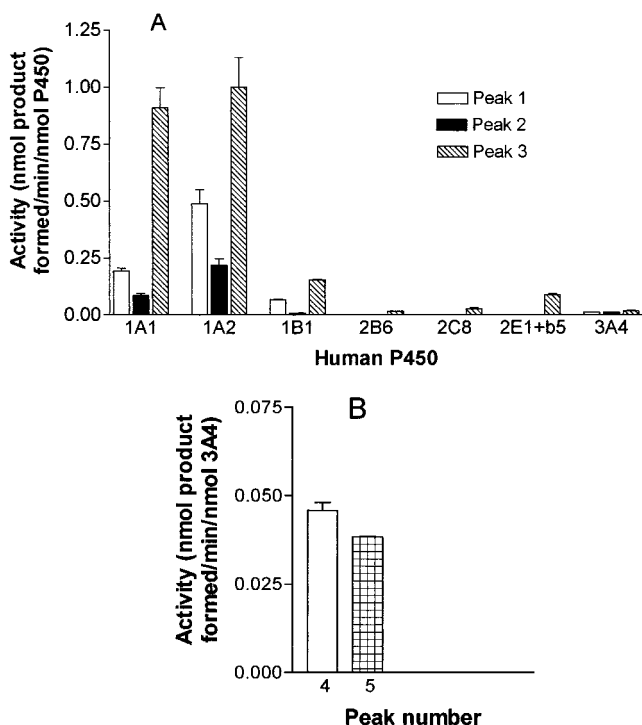 A
Activity (nmol product
formed/min/nmol P450)
1.25
1.00
0.75
0.50
0.25
0.00
Peak 1
Peak 2
Peak 3
1A1 1A2 1B1 2B6 2C8 2E1+b5 3A4
Human P450
B
Activity (nmol product
formed/min/nmol 3A4)
0.075
0.050
0.025
0.000
4 5
Peak number